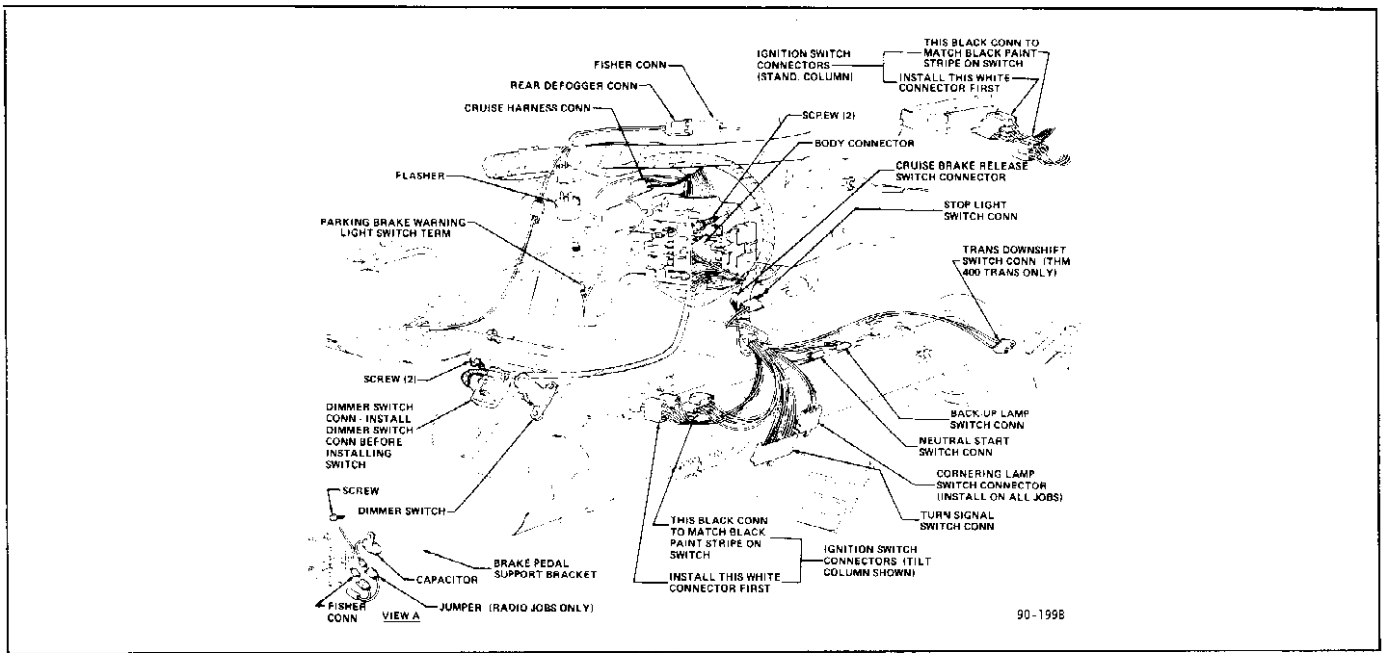 FISHER CONN
REAR DEFOGGER CONN
CRUISE HARNESS CONN
FLASHER
PARKING BRAKE WARNING
LIGHT SWITCH TERM
IGNITION SWITCH
CONNECTORS
(STAND. COLUMN)
THIS BLACK CONN TO
MATCH BLACK PAINT
STRIPE ON SWITCH
INSTALL THIS WHITE
CONNECTOR FIRST
SCREW (2)
BODY CONNECTOR
CRUISE BRAKE RELEASE
SWITCH CONNECTOR
STOP LIGHT
SWITCH CONN
TRANS DOWNSHIFT
SWITCH CONN (THM
400 TRANS ONLY)
SCREW (2)
DIMMER SWITCH
CONN - INSTALL
DIMMER SWITCH
CONN BEFORE
INSTALLING
SWITCH
BACK-UP LAMP
SWITCH CONN
NEUTRAL START
SWITCH CONN
CORNERING LAMP
SWITCH CONNECTOR
(INSTALL ON ALL JOBS)
TURN SIGNAL
SWITCH CONN
SCREW
DIMMER SWITCH
THIS BLACK CONN
TO MATCH BLACK
PAINT STRIPE ON
SWITCH
INSTALL THIS WHITE
CONNECTOR FIRST
IGNITION SWITCH
CONNECTORS (TILT
COLUMN SHOWN)
BRAKE PEDAL
SUPPORT BRACKET
CAPACITOR
JUMPER (RADIO JOBS ONLY)
FISHER
CONN
VIEW A
90-199B